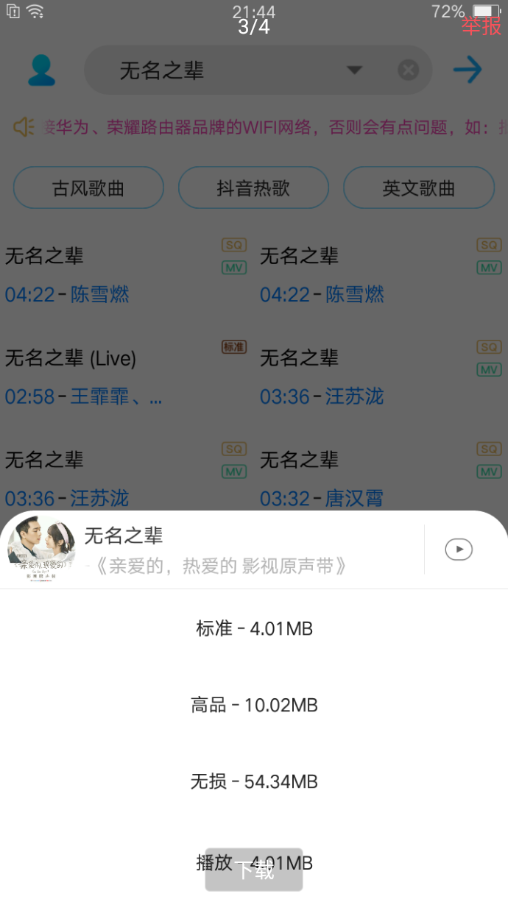 21:44
72%
3/4
举报
无名之辈
华为、荣耀路由器品牌的WIFI网络，否则会有点问题，如：
古风歌曲
抖音热歌
英文歌曲
无名之辈
SQ
MV
04:22-陈雪燃
无名之辈
SQ
MV
04:22-陈雪燃
无名之辈 (Live)
标准
02:58-王霏霏、...
无名之辈
SQ
MV
03:36-汪苏泷
无名之辈
SQ
MV
03:36-汪苏泷
无名之辈
SQ
MV
03:32-唐汉霄
无名之辈
-《亲爱的，热爱的 影视原声带》
标准 - 4.01MB
高品 - 10.02MB
无损 - 54.34MB
播放 - 4.01MB
下载